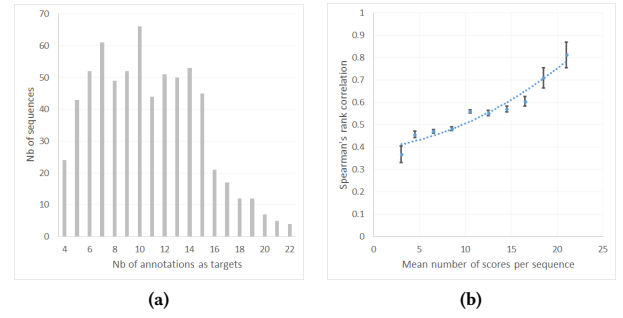 70
60
50
40
30
20
10
0
4 6 8 10 12 14 16 18 20 22
Nb of sequences
Nb of annotations as targets
(a)
1
0.9
0.8
0.7
0.6
0.5
0.4
0.3
0.2
0.1
0
0 5 10 15 20 25
Spearman's rank correlation
Mean number of scores per sequence
(b)